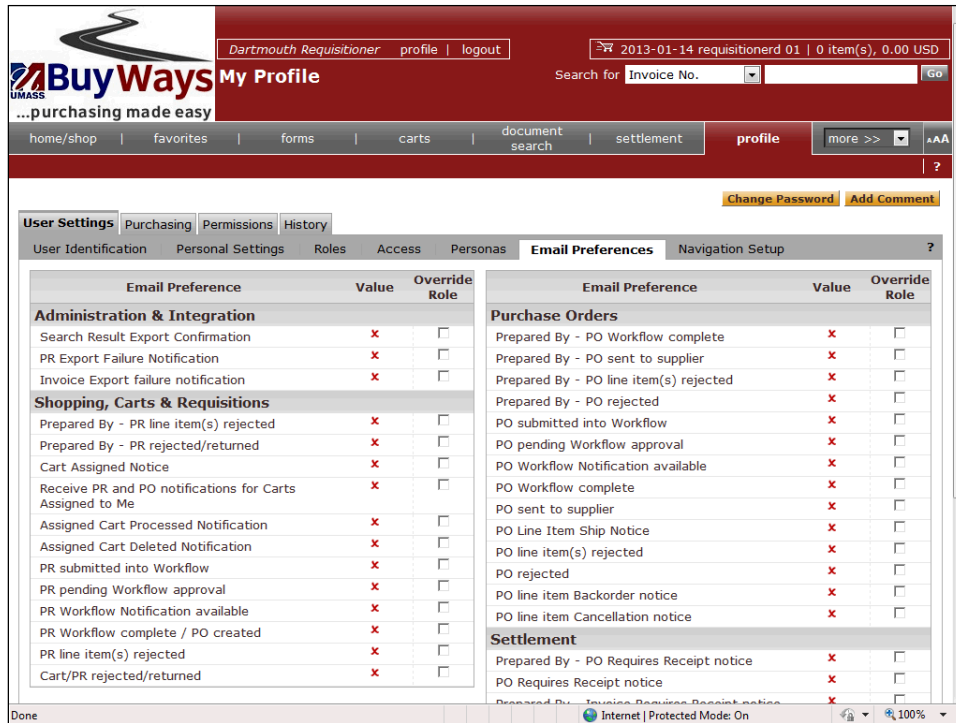 Dartmouth Requisitioner profile | logout
2013-01-14 requisitionerd 01 | 0 item(s), 0.00 USD
UMASS BuyWays
...purchasing made easy
My Profile
Search for Invoice No. Go
home/shop | favorites | forms | carts | document search | settlement profile more >> AAA
?
Change Password Add Comment
User Settings Purchasing Permissions History
User Identification Personal Settings Roles Access Personas Email Preferences Navigation Setup ?
Email Preference Value Override Role
Administration & Integration
Search Result Export Confirmation x
PR Export Failure Notification x
Invoice Export failure notification x
Shopping, Carts & Requisitions
Prepared By - PR line item(s) rejected x
Prepared By - PR rejected/returned x
Cart Assigned Notice x
Receive PR and PO notifications for Carts x
Assigned to Me
Assigned Cart Processed Notification x
Assigned Cart Deleted Notification x
PR submitted into Workflow x
PR pending Workflow approval x
PR Workflow Notification available x
PR Workflow complete / PO created x
PR line item(s) rejected x
Cart/PR rejected/returned x
Email Preference Value Override Role
Purchase Orders
Prepared By - PO Workflow complete x
Prepared By - PO sent to supplier x
Prepared By - PO line item(s) rejected x
Prepared By - PO rejected x
PO submitted into Workflow x
PO pending Workflow approval x
PO Workflow Notification available x
PO Workflow complete x
PO sent to supplier x
PO Line Item Ship Notice x
PO line item(s) rejected x
PO rejected x
PO line item Backorder notice x
PO line item Cancellation notice x
Settlement
Prepared By - PO Requires Receipt notice x
PO Requires Receipt notice x
Prepared By - Invoice Requires Receipt notice x
Done Internet | Protected Mode: On 100%